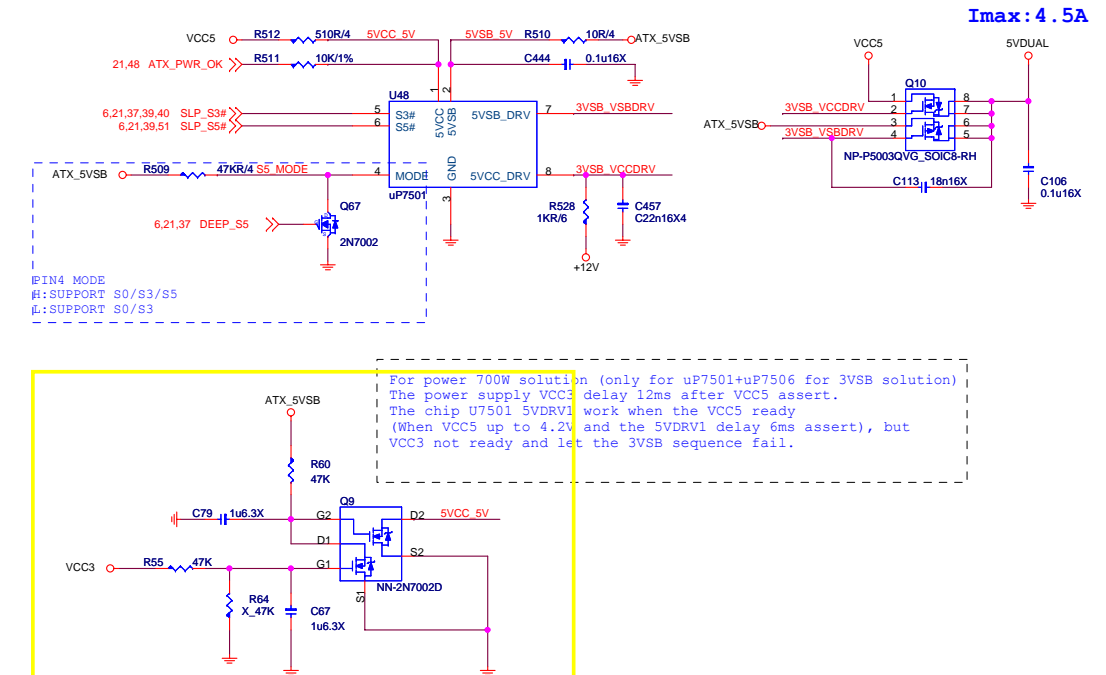 Imax:4.5A
VCC5 R512 510R/4 5VCC_5V 5VSB_5V R510 10R/4 ATX_5VSB
21,48 ATX_PWR_OK R511 10K/1% C444 0.1u16X
U48
1 2
6,21,37,39,40 SLP_S3# 5 S3# 5VCC 5VSB 5VSB_DRV 7 3VSB_VSBDRV
6,21,39,51 SLP_S5# 6 S5#
ATX_5VSB R509 47KR/4 S5_MODE 4 MODE GND 5VCC_DRV 8 3VSB_VCCDRV
uP7501
3
Q67
2N7002
6,21,37 DEEP_S5
R528
1KR/6
C457
C22n16X4
+12V
PIN4 MODE
H:SUPPORT S0/S3/S5
L:SUPPORT S0/S3
VCC5 5VDUAL
Q10
1 8
3VSB_VCCDRV 2 7
ATX_5VSB 3 6
3VSB_VSBDRV 4 5
NP-P5003QVG_SOIC8-RH
C113 18n16X
C106
0.1u16X
For power 700W solution (only for uP7501+uP7506 for 3VSB solution)
The power supply VCC3 delay 12ms after VCC5 assert.
The chip U7501 5VDRV1 work when the VCC5 ready
(When VCC5 up to 4.2V and the 5VDRV1 delay 6ms assert), but
VCC3 not ready and let the 3VSB sequence fail.
ATX_5VSB
R60
47K
Q9
C79 1u6.3X G2 D2 5VCC_5V
D1
S2
VCC3 R55 47K G1
NN-2N7002D
S1
R64
X_47K
C67
1u6.3X